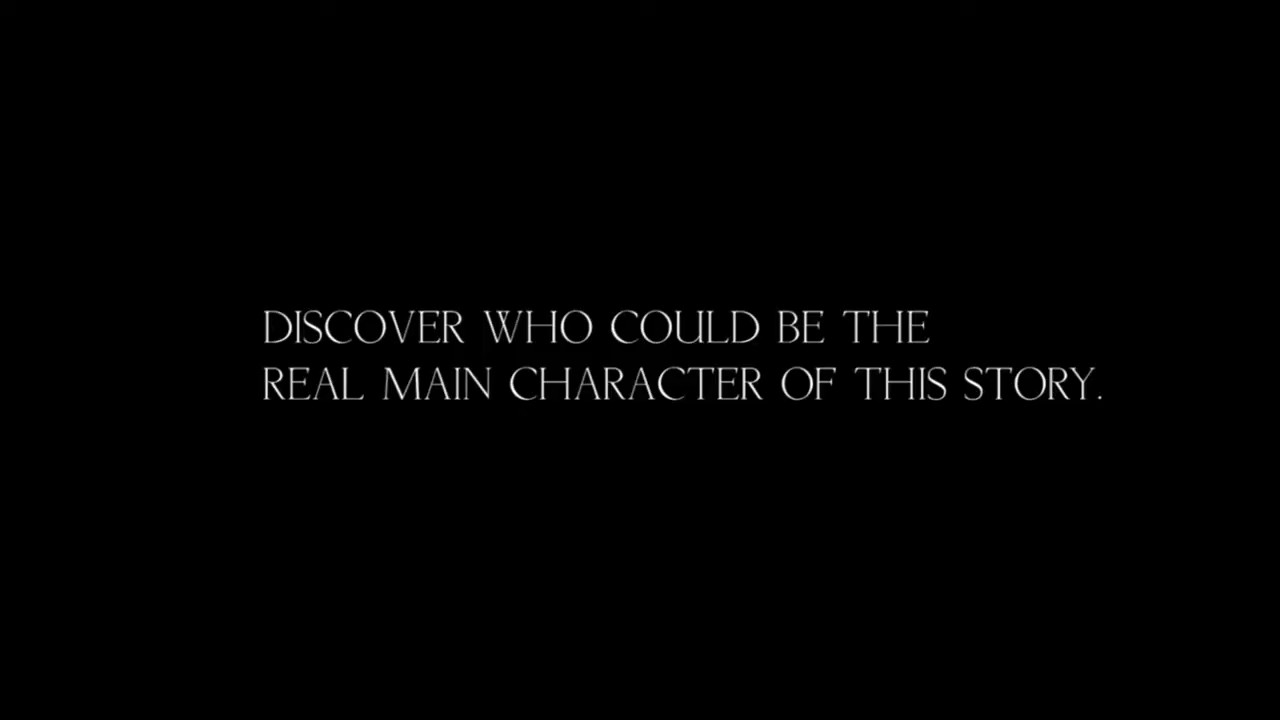 DISCOVER WHO COULD BE THE
REAL MAIN CHARACTER OF THIS STORY.